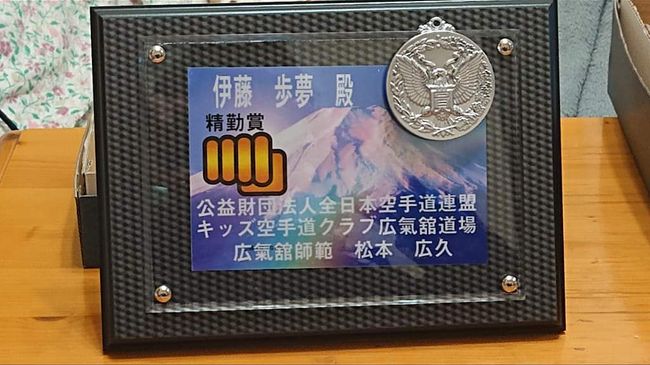 伊藤 歩夢 殿
精勤賞
公益財団法人全日本空手道連盟
キッズ空手道クラブ広氣舘道場
広氣舘師範 松本 広久